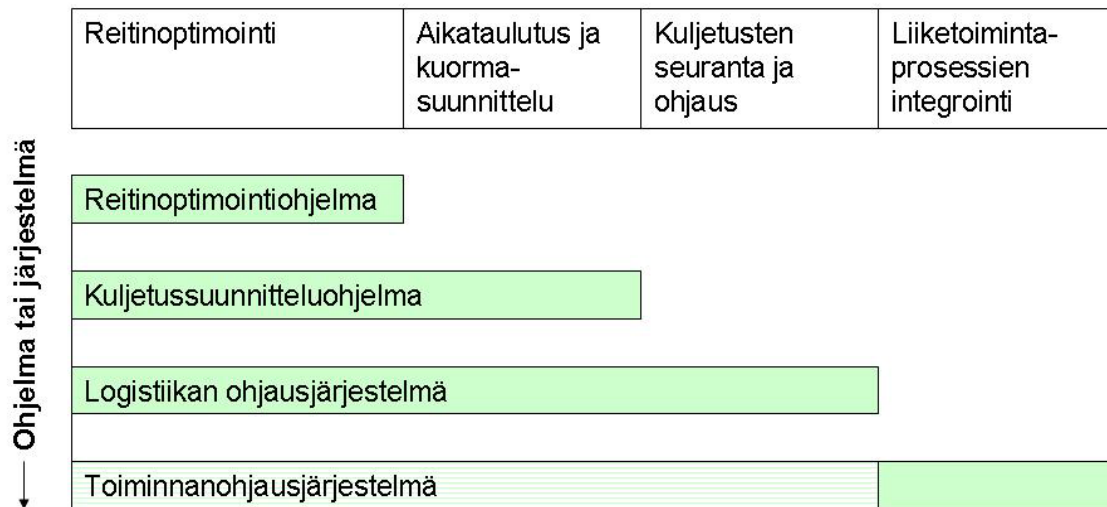 Reitinoptimointi
Aikataulutus ja
kuorma-
suunnittelu
Kuljetusten
seuranta ja
ohjaus
Liiketoiminta-
prosessien
integrointi
Ohjelma tai järjestelmä
Reitinoptimointiohjelma
Kuljetussuunnitteluohjelma
Logistiikan ohjausjärjestelmä
Toiminnanohjausjärjestelmä